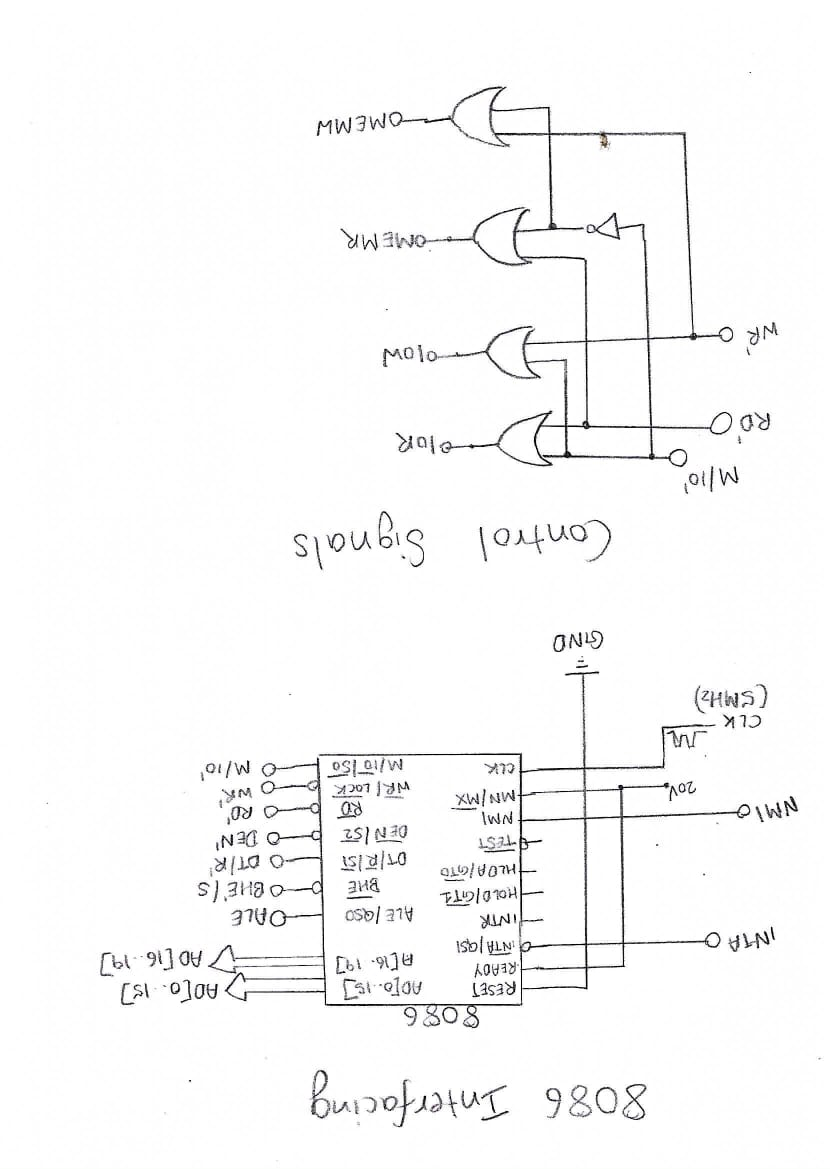 8086 Interfacing
8086
RESET
READY
INTA/QS1
INTR
HOLD/GT1
HLDA/GT0
TEST
NMI
MN/MX
CLK
AD[0..15]
A[16..19]
ALE/QS0
BHE
DT/R/S1
DEN/S2
RD
WR/LOCK
M/IO/S0
INTA
NMI
20V
CLK
(5MHz)
GND
AD[0..15]
AD[16..19]
ALE
BHE'/S
DT/R'
DEN'
RD'
WR'
M/IO'
Control Signals
M/IO'
RD'
WR'
IOR
IOW
MEMR
MEMW